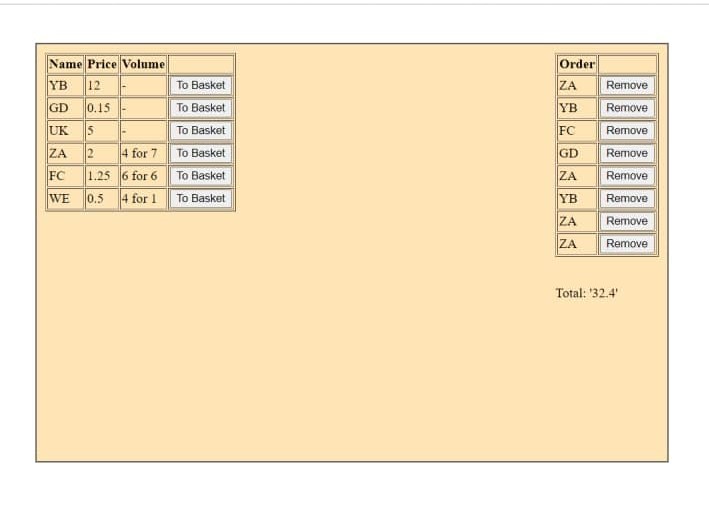 Name Price Volume
YB 12 - To Basket
GD 0.15 - To Basket
UK 5 - To Basket
ZA 2 4 for 7 To Basket
FC 1.25 6 for 6 To Basket
WE 0.5 4 for 1 To Basket
Order
ZA Remove
YB Remove
FC Remove
GD Remove
ZA Remove
YB Remove
ZA Remove
ZA Remove
Total: '32.4'